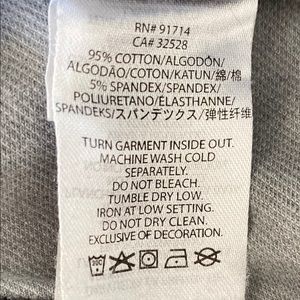 RN# 91714
CA# 32528
95% COTTON/ALGODÓN/
ALGODÃO/COTON/KATUN/綿/棉
5% SPANDEX/SPANDEX/
POLIURETANO/ÉLASTHANNE/
SPANDEKS/スパンデックス/弹性纤维
TURN GARMENT INSIDE OUT.
MACHINE WASH COLD
SEPARATELY.
DO NOT BLEACH.
TUMBLE DRY LOW.
IRON AT LOW SETTING.
DO NOT DRY CLEAN.
EXCLUSIVE OF DECORATION.